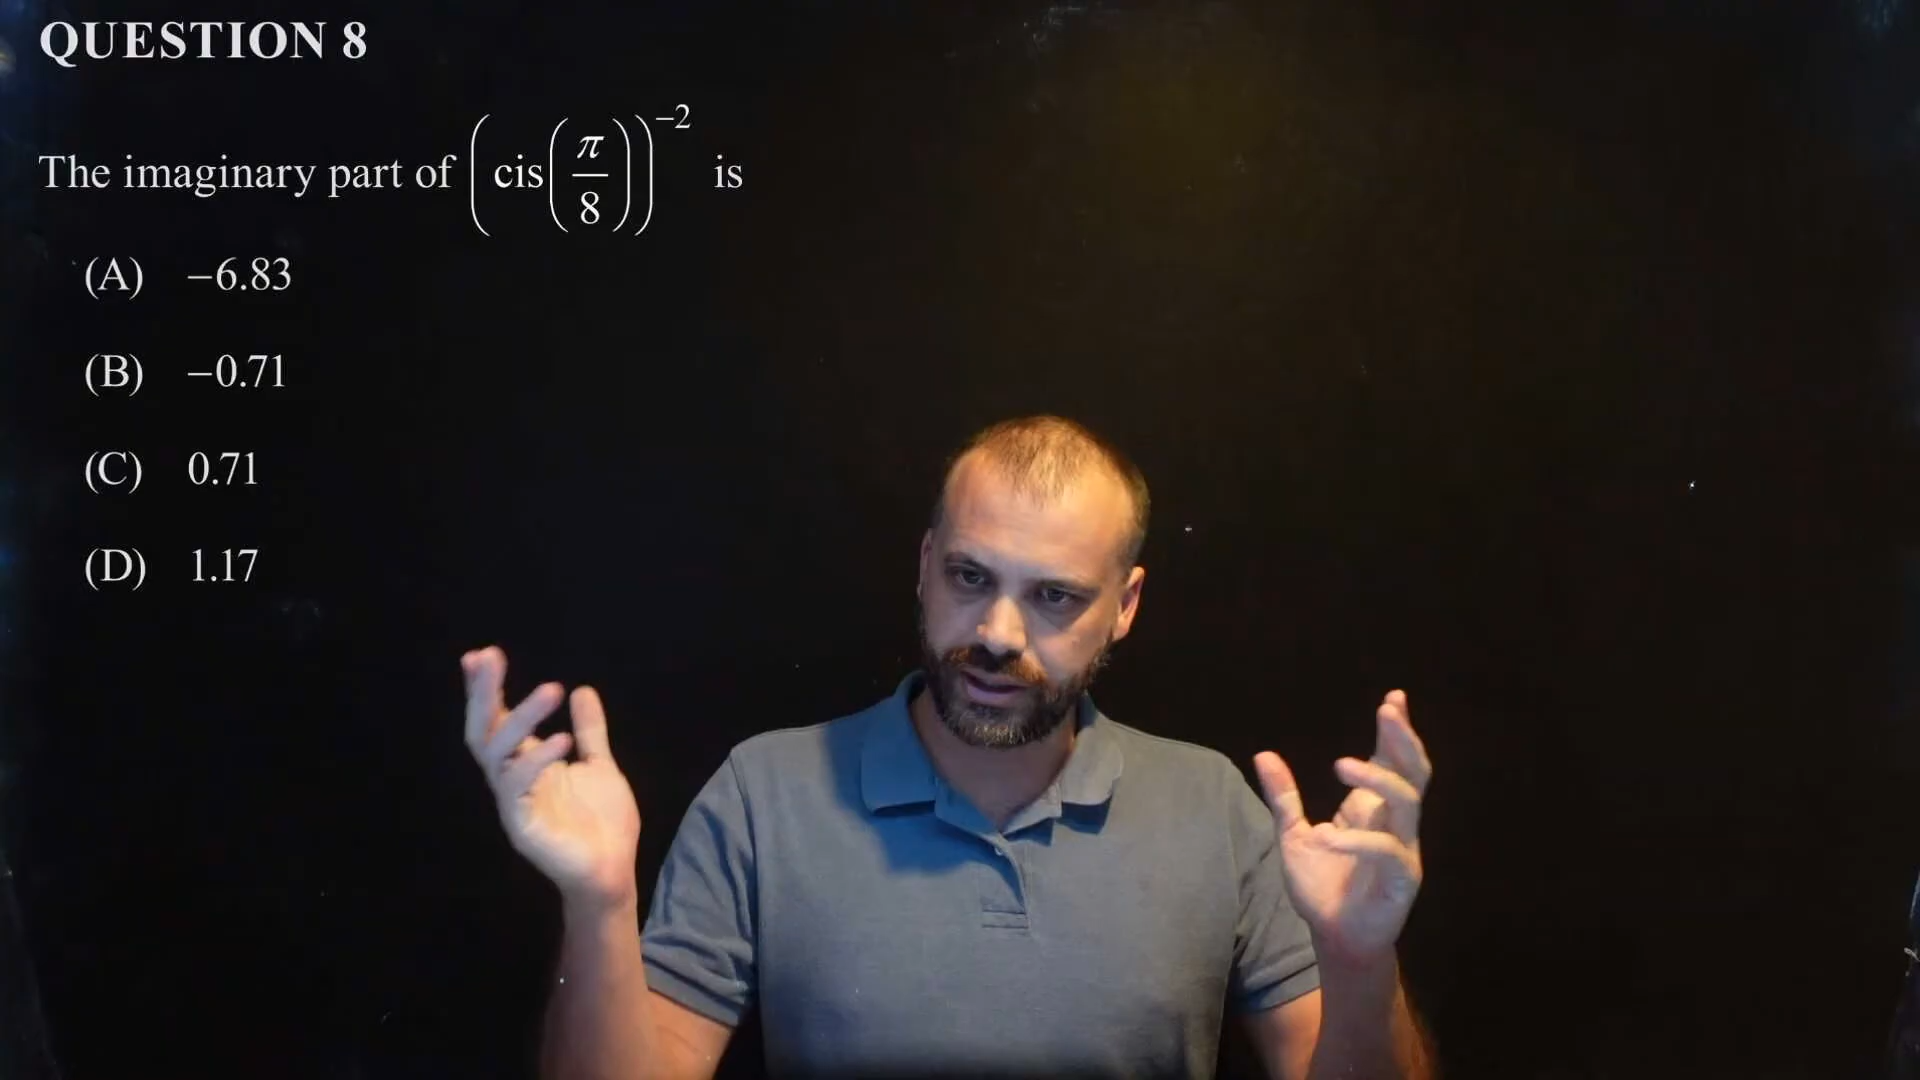 QUESTION 8
The imaginary part of (cis(π/8))⁻² is
(A) −6.83
(B) −0.71
(C) 0.71
(D) 1.17